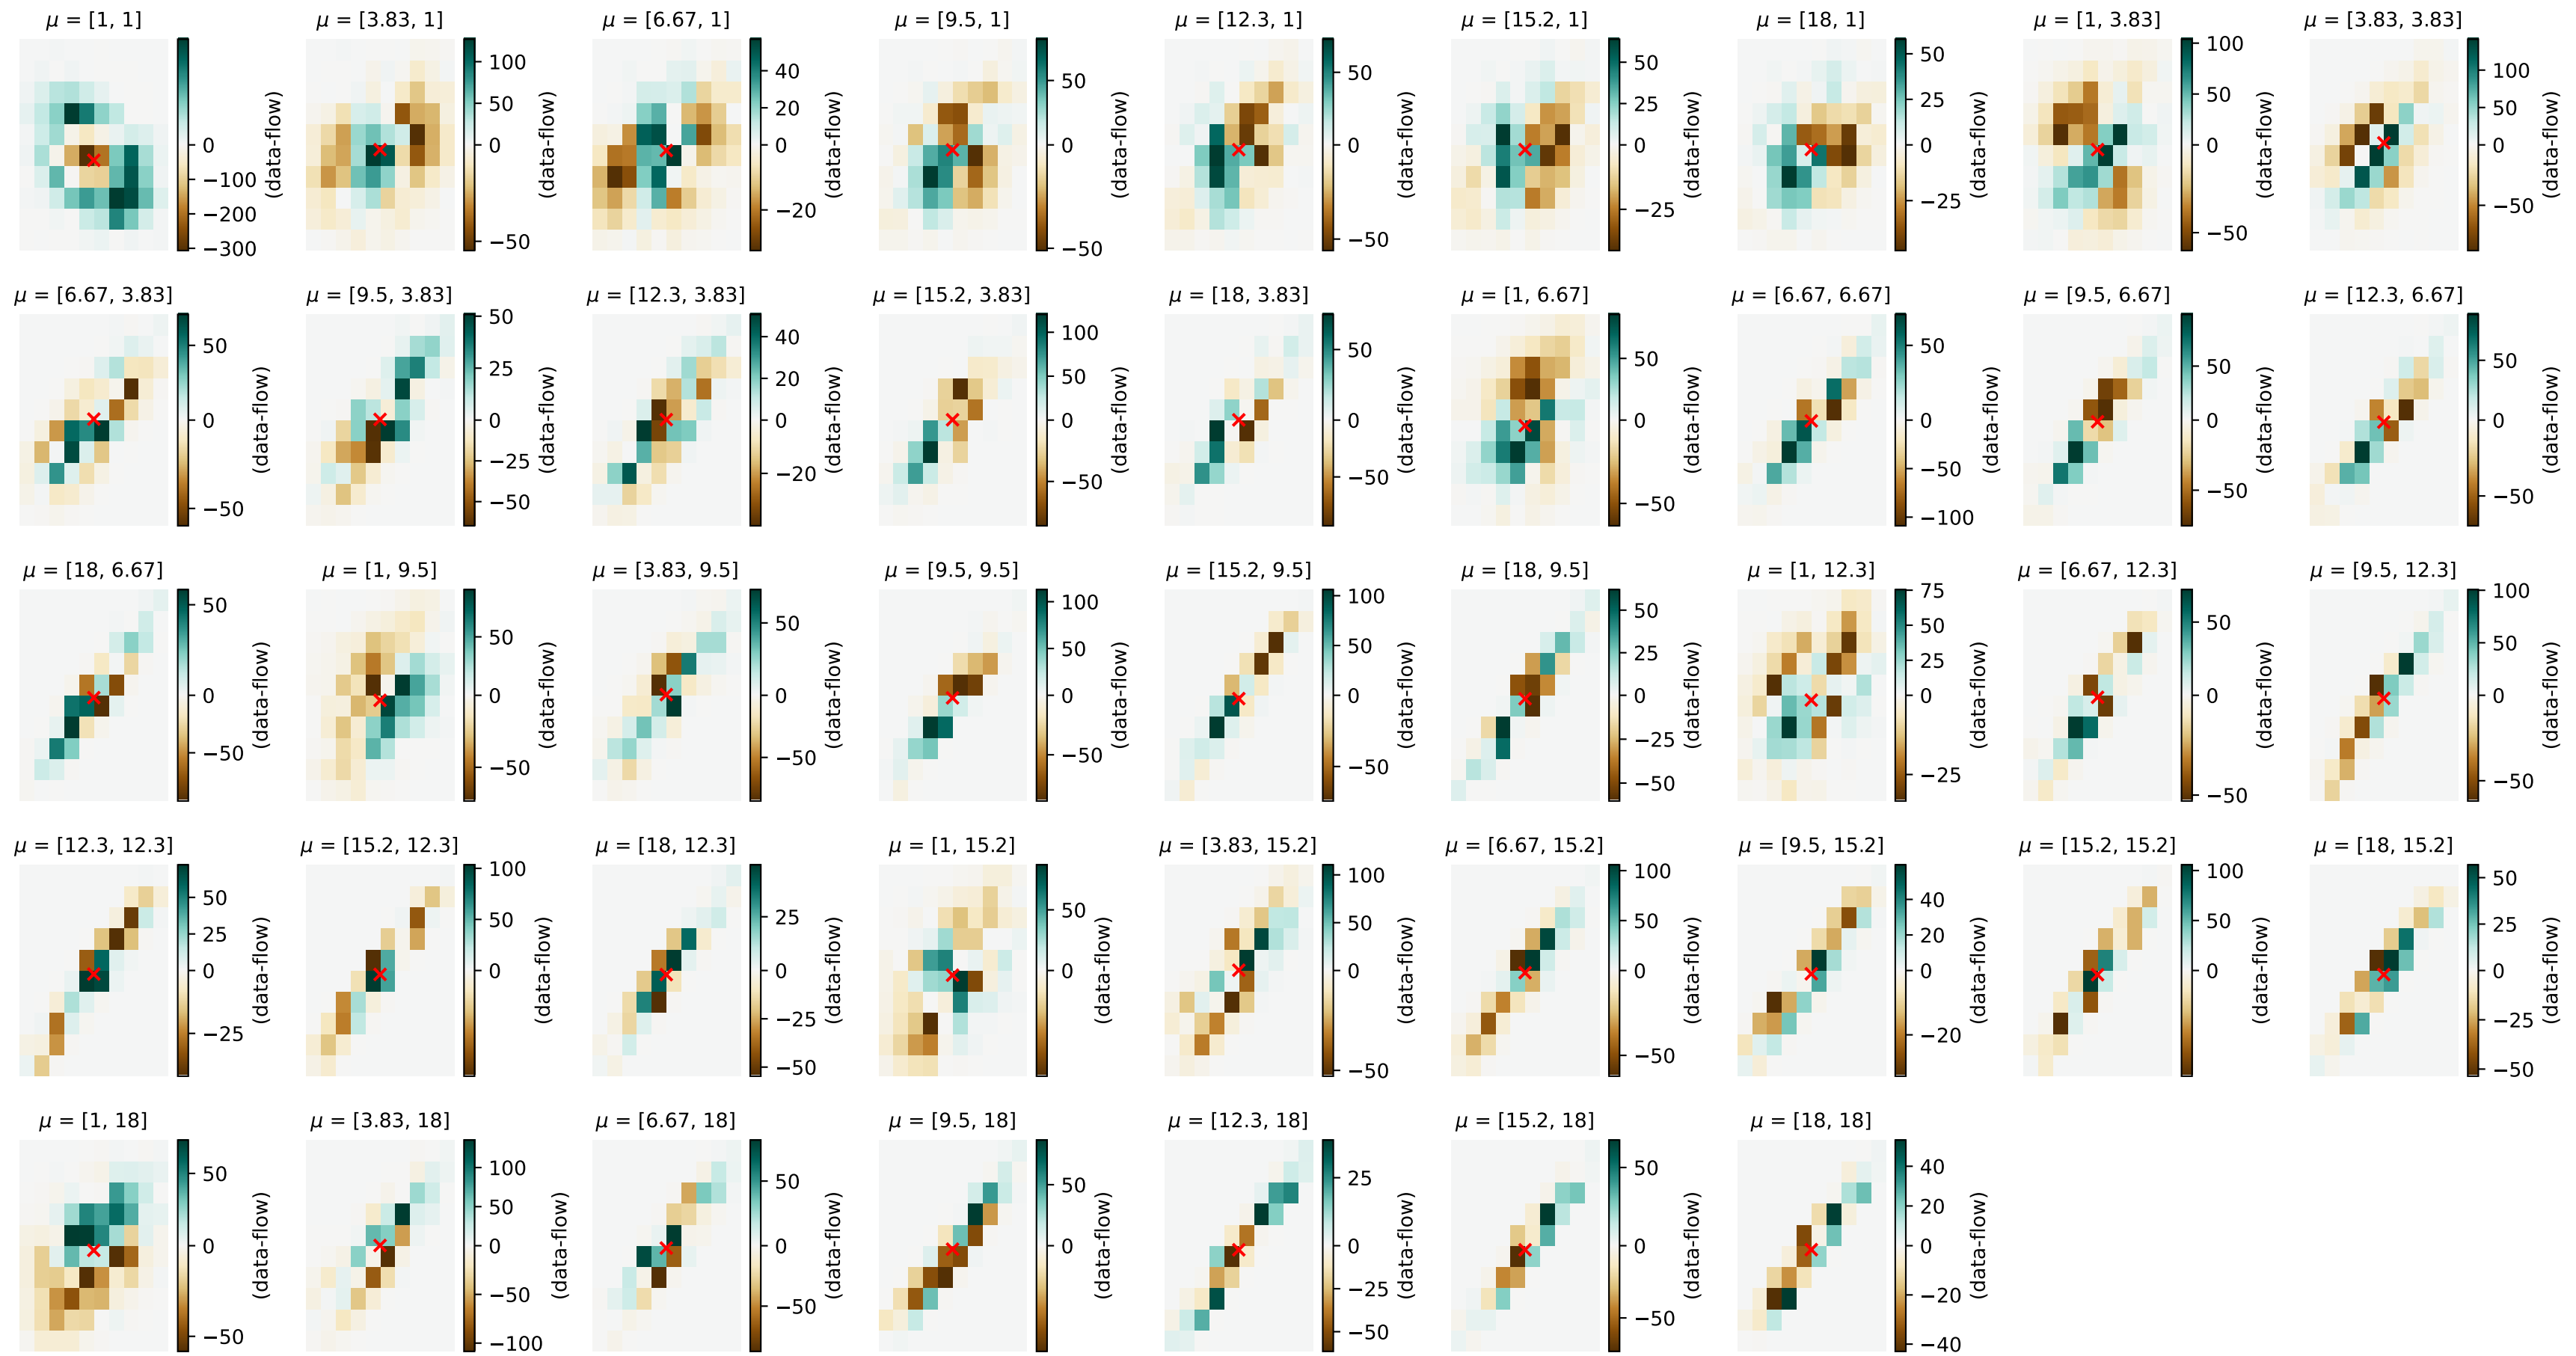 μ = [1, 1]
0
−100
−200
−300
(data-flow)
μ = [3.83, 1]
100
50
0
−50
(data-flow)
μ = [6.67, 1]
40
20
0
−20
(data-flow)
μ = [9.5, 1]
50
0
−50
(data-flow)
μ = [12.3, 1]
50
0
−50
(data-flow)
μ = [15.2, 1]
50
25
0
−25
(data-flow)
μ = [18, 1]
50
25
0
−25
(data-flow)
μ = [1, 3.83]
100
50
0
−50
(data-flow)
μ = [3.83, 3.83]
100
50
0
−50
(data-flow)
μ = [6.67, 3.83]
50
0
−50
(data-flow)
μ = [9.5, 3.83]
50
25
0
−25
−50
(data-flow)
μ = [12.3, 3.83]
40
20
0
−20
(data-flow)
μ = [15.2, 3.83]
100
50
0
−50
(data-flow)
μ = [18, 3.83]
50
0
−50
(data-flow)
μ = [1, 6.67]
50
0
−50
(data-flow)
μ = [6.67, 6.67]
50
0
−50
−100
(data-flow)
μ = [9.5, 6.67]
50
0
−50
(data-flow)
μ = [12.3, 6.67]
50
0
−50
(data-flow)
μ = [18, 6.67]
50
0
−50
(data-flow)
μ = [1, 9.5]
50
0
−50
(data-flow)
μ = [3.83, 9.5]
50
0
−50
(data-flow)
μ = [9.5, 9.5]
100
50
0
−50
(data-flow)
μ = [15.2, 9.5]
100
50
0
−50
(data-flow)
μ = [18, 9.5]
50
25
0
−25
−50
(data-flow)
μ = [1, 12.3]
75
50
25
0
−25
(data-flow)
μ = [6.67, 12.3]
50
0
−50
(data-flow)
μ = [9.5, 12.3]
100
50
0
−50
(data-flow)
μ = [12.3, 12.3]
50
25
0
−25
(data-flow)
μ = [15.2, 12.3]
100
50
0
(data-flow)
μ = [18, 12.3]
25
0
−25
−50
(data-flow)
μ = [1, 15.2]
50
0
(data-flow)
μ = [3.83, 15.2]
100
50
0
−50
(data-flow)
μ = [6.67, 15.2]
100
50
0
−50
(data-flow)
μ = [9.5, 15.2]
40
20
0
−20
(data-flow)
μ = [15.2, 15.2]
100
50
0
(data-flow)
μ = [18, 15.2]
50
25
0
−25
−50
(data-flow)
μ = [1, 18]
50
0
−50
(data-flow)
μ = [3.83, 18]
100
50
0
−50
−100
(data-flow)
μ = [6.67, 18]
50
0
−50
(data-flow)
μ = [9.5, 18]
50
0
(data-flow)
μ = [12.3, 18]
25
0
−25
−50
(data-flow)
μ = [15.2, 18]
50
0
−50
(data-flow)
μ = [18, 18]
40
20
0
−20
−40
(data-flow)